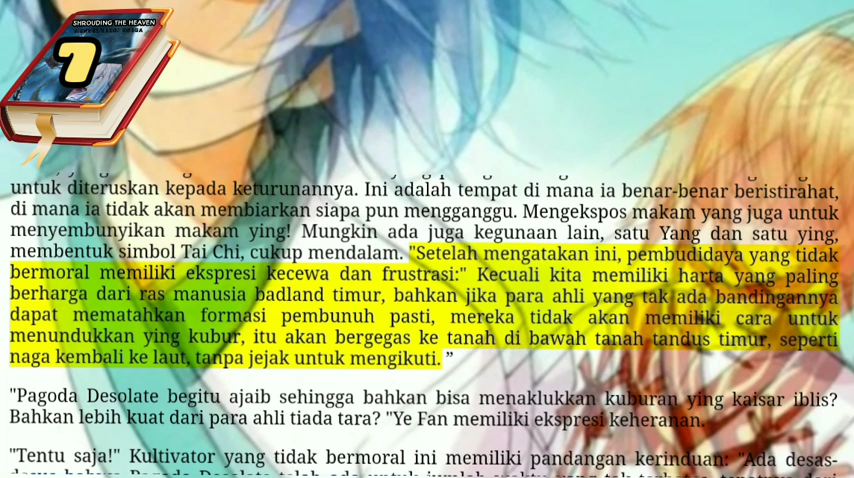 SHROUDING THE HEAVEN
7
untuk diteruskan kepada keturunannya. Ini adalah tempat di mana ia benar-benar beristirahat,
di mana ia tidak akan membiarkan siapa pun mengganggu. Mengekspos makam yang juga untuk
menyembunyikan makam ying! Mungkin ada juga kegunaan lain, satu Yang dan satu ying,
membentuk simbol Tai Chi, cukup mendalam. "Setelah mengatakan ini, pembudidaya yang tidak
bermoral memiliki ekspresi kecewa dan frustrasi:" Kecuali kita memiliki harta yang paling
berharga dari ras manusia badland timur, bahkan jika para ahli yang tak ada bandingannya
dapat mematahkan formasi pembunuh pasti, mereka tidak akan memiliki cara untuk
menundukkan ying kubur, itu akan bergegas ke tanah di bawah tanah tandus timur, seperti
naga kembali ke laut, tanpa jejak untuk mengikuti. ”
"Pagoda Desolate begitu ajaib sehingga bahkan bisa menaklukkan kuburan ying kaisar iblis?
Bahkan lebih kuat dari para ahli tiada tara? "Ye Fan memiliki ekspresi keheranan.
"Tentu saja!" Kultivator yang tidak bermoral ini memiliki pandangan kerinduan: "Ada desas-